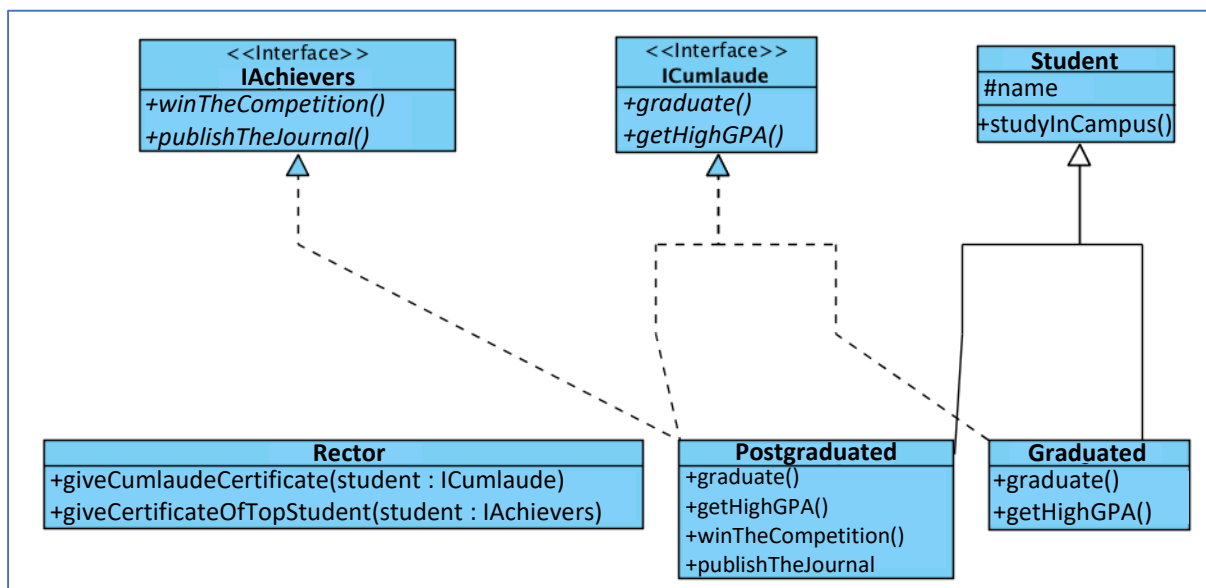 <<Interface>>
IAchievers
+winTheCompetition()
+publishTheJournal()
<<Interface>>
ICumlaude
+graduate()
+getHighGPA()
Student
#name
+studyInCampus()
Rector
+giveCumlaudeCertificate(student : ICumlaude)
+giveCertificateOfTopStudent(student : IAchievers)
Postgraduated
+graduate()
+getHighGPA()
+winTheCompetition()
+publishTheJournal
Graduated
+graduate()
+getHighGPA()